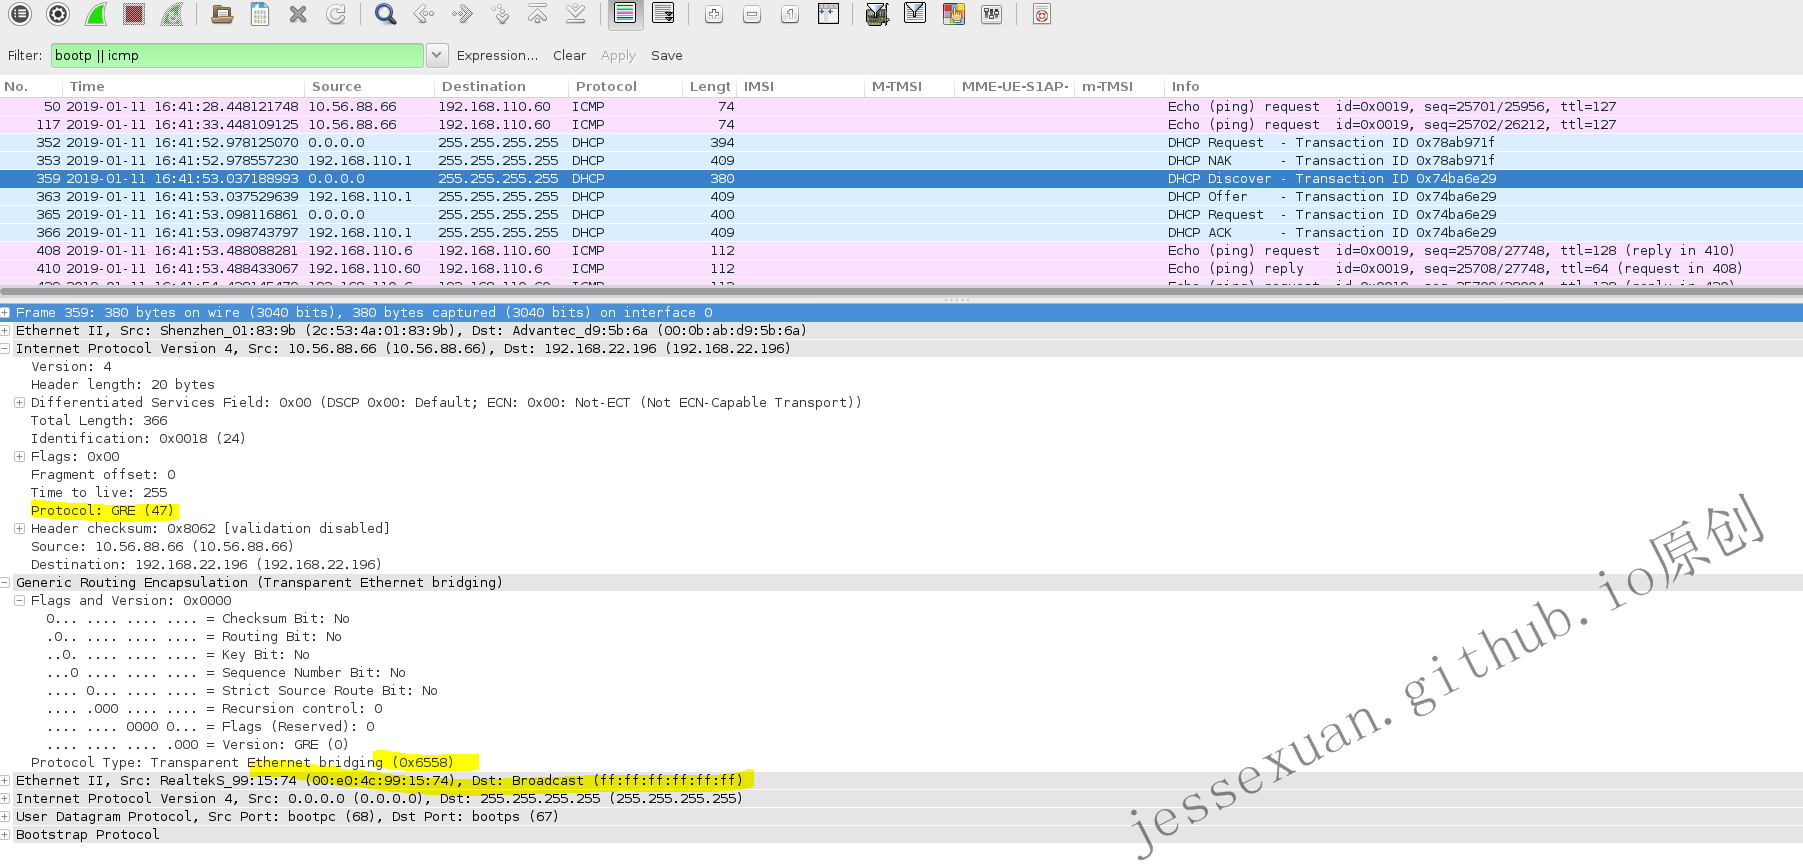 Filter: bootp || icmp Expression... Clear Apply Save
No. Time Source Destination Protocol Lengt IMSI M-TMSI MME-UE-S1AP- m-TMSI Info
50 2019-01-11 16:41:28.448121748 10.56.88.66 192.168.110.60 ICMP 74 Echo (ping) request id=0x0019, seq=25701/25956, ttl=127
117 2019-01-11 16:41:33.448109125 10.56.88.66 192.168.110.60 ICMP 74 Echo (ping) request id=0x0019, seq=25702/26212, ttl=127
352 2019-01-11 16:41:52.978125070 0.0.0.0 255.255.255.255 DHCP 394 DHCP Request - Transaction ID 0x78ab971f
353 2019-01-11 16:41:52.978557230 192.168.110.1 255.255.255.255 DHCP 409 DHCP NAK - Transaction ID 0x78ab971f
359 2019-01-11 16:41:53.037188993 0.0.0.0 255.255.255.255 DHCP 380 DHCP Discover - Transaction ID 0x74ba6e29
363 2019-01-11 16:41:53.037529639 192.168.110.1 255.255.255.255 DHCP 409 DHCP Offer - Transaction ID 0x74ba6e29
365 2019-01-11 16:41:53.098116861 0.0.0.0 255.255.255.255 DHCP 400 DHCP Request - Transaction ID 0x74ba6e29
366 2019-01-11 16:41:53.098743797 192.168.110.1 255.255.255.255 DHCP 409 DHCP ACK - Transaction ID 0x74ba6e29
408 2019-01-11 16:41:53.488088281 192.168.110.6 192.168.110.60 ICMP 112 Echo (ping) request id=0x0019, seq=25708/27748, ttl=128 (reply in 410)
410 2019-01-11 16:41:53.488433067 192.168.110.60 192.168.110.6 ICMP 112 Echo (ping) reply id=0x0019, seq=25708/27748, ttl=64 (request in 408)
Frame 359: 380 bytes on wire (3040 bits), 380 bytes captured (3040 bits) on interface 0
Ethernet II, Src: Shenzhen_01:83:9b (2c:53:4a:01:83:9b), Dst: Advantec_d9:5b:6a (00:0b:ab:d9:5b:6a)
Internet Protocol Version 4, Src: 10.56.88.66 (10.56.88.66), Dst: 192.168.22.196 (192.168.22.196)
Version: 4
Header length: 20 bytes
Differentiated Services Field: 0x00 (DSCP 0x00: Default; ECN: 0x00: Not-ECT (Not ECN-Capable Transport))
Total Length: 366
Identification: 0x0018 (24)
Flags: 0x00
Fragment offset: 0
Time to live: 255
Protocol: GRE (47)
Header checksum: 0x8062 [validation disabled]
Source: 10.56.88.66 (10.56.88.66)
Destination: 192.168.22.196 (192.168.22.196)
Generic Routing Encapsulation (Transparent Ethernet bridging)
Flags and Version: 0x0000
0... .... .... .... = Checksum Bit: No
.0.. .... .... .... = Routing Bit: No
..0. .... .... .... = Key Bit: No
...0 .... .... .... = Sequence Number Bit: No
.... 0... .... .... = Strict Source Route Bit: No
.... .000 .... .... = Recursion control: 0
.... .... 0000 0... = Flags (Reserved): 0
.... .... .... .000 = Version: GRE (0)
Protocol Type: Transparent Ethernet bridging (0x6558)
Ethernet II, Src: RealtekS_99:15:74 (00:e0:4c:99:15:74), Dst: Broadcast (ff:ff:ff:ff:ff:ff)
Internet Protocol Version 4, Src: 0.0.0.0 (0.0.0.0), Dst: 255.255.255.255 (255.255.255.255)
User Datagram Protocol, Src Port: bootpc (68), Dst Port: bootps (67)
Bootstrap Protocol
jessexuan.github.io原创